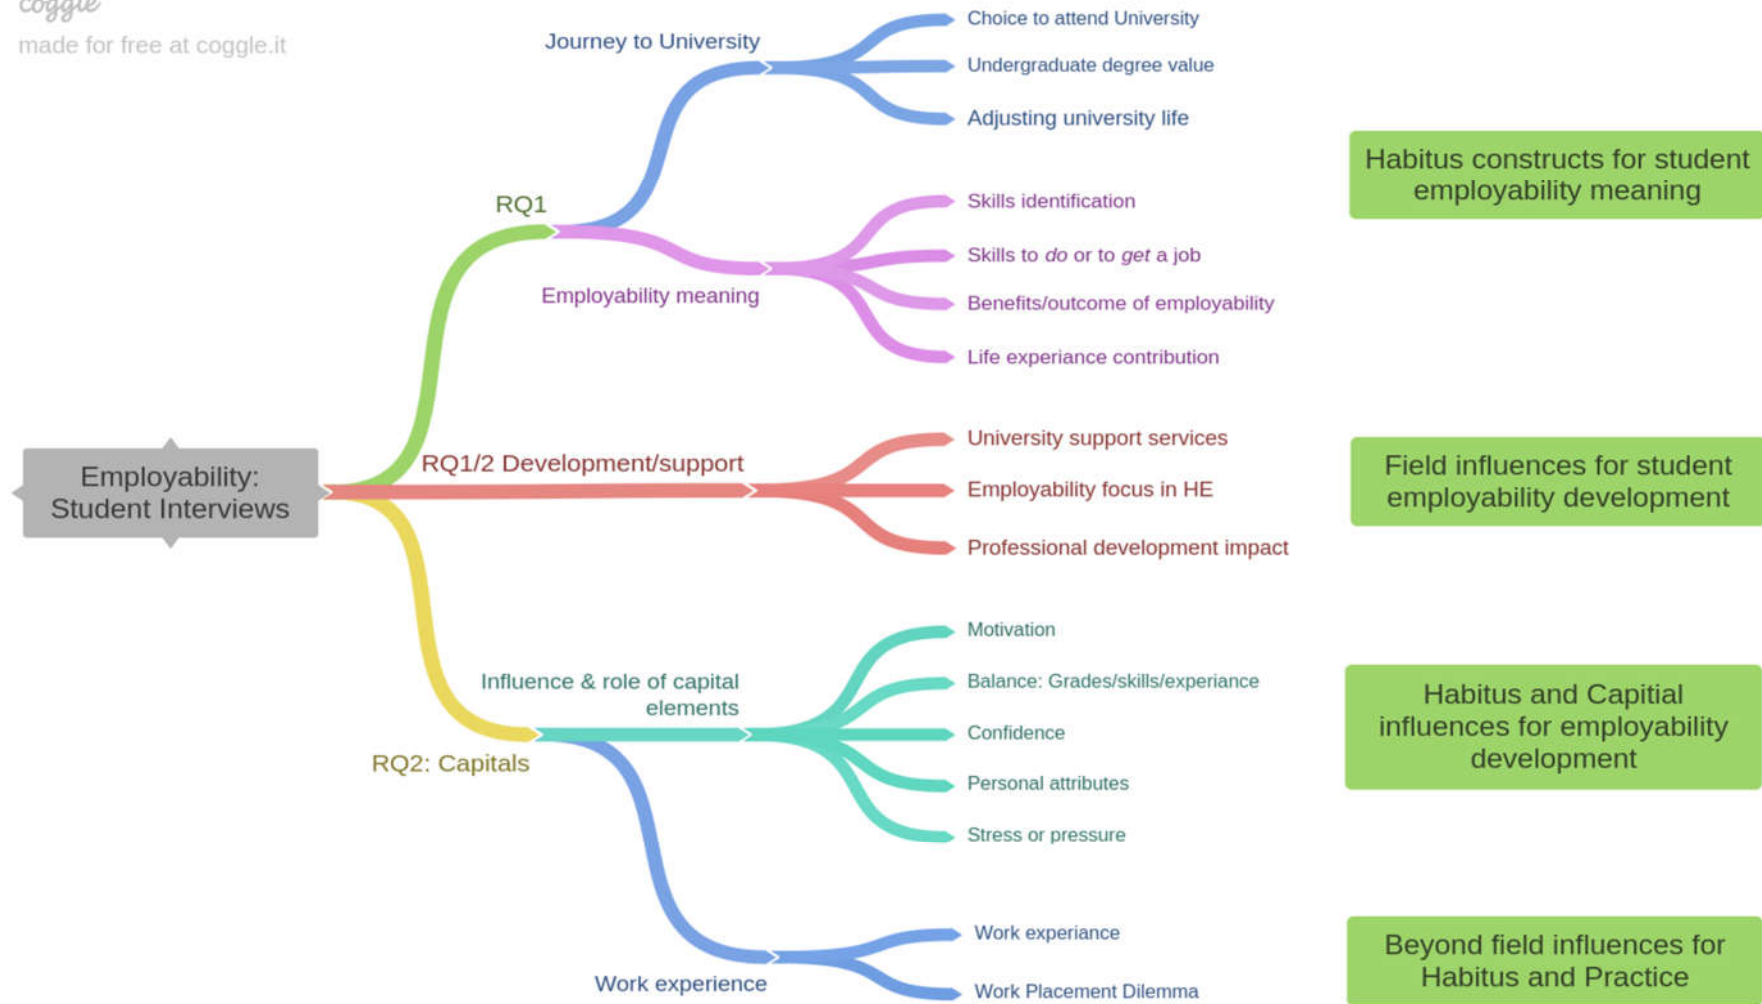 coggle
made for free at coggle.it
Journey to University
Choice to attend University
Undergraduate degree value
Adjusting university life
Habitus constructs for student
employability meaning
RQ1
Skills identification
Skills to do or to get a job
Employability meaning
Benefits/outcome of employability
Life experiance contribution
Employability:
Student Interviews
RQ1/2 Development/support
University support services
Employability focus in HE
Professional development impact
Field influences for student
employability development
RQ2: Capitals
Influence & role of capital
elements
Motivation
Balance: Grades/skills/experiance
Confidence
Personal attributes
Stress or pressure
Habitus and Capitial
influences for employability
development
Work experience
Work experiance
Work Placement Dilemma
Beyond field influences for
Habitus and Practice